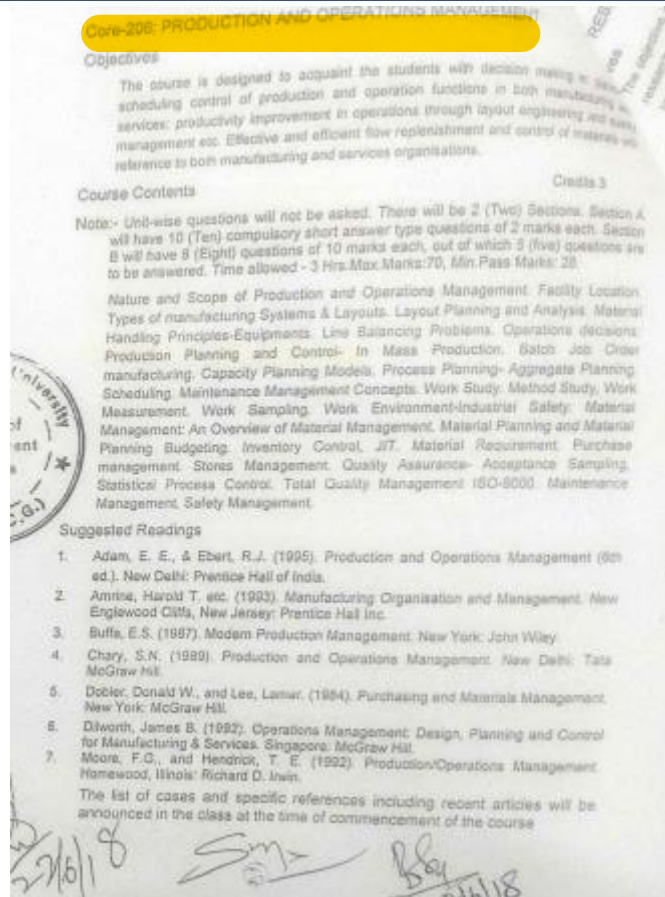 Core-206: PRODUCTION AND OPERATIONS MANAGEMENT
RES
ves
The objective
Objectives
The course is designed to acquaint the students with decision making in
scheduling control of production and operation functions in both manufacturing
services; productivity improvement in operations through layout engineering and
management etc. Effective and efficient flow replenishment and control of materials
reference to both manufacturing and services organisations.
Credits 3
Course Contents
Note:- Unit-wise questions will not be asked. There will be 2 (Two) Sections. Section A
will have 10 (Ten) compulsory short answer type questions of 2 marks each. Section
B will have 8 (Eight) questions of 10 marks each, out of which 5 (five) questions are
to be answered. Time allowed - 3 Hrs. Max. Marks:70, Min. Pass Marks: 28.
Nature and Scope of Production and Operations Management. Facility Location.
Types of manufacturing Systems & Layouts. Layout Planning and Analysis. Material
Handling Principles-Equipments. Line Balancing Problems. Operations decisions.
Production Planning and Control- In Mass Production. Batch Job Order
manufacturing. Capacity Planning Models. Process Planning- Aggregate Planning
Scheduling. Maintenance Management Concepts. Work Study. Method Study, Work
Measurement. Work Sampling. Work Environment-Industrial Safety. Material
Management: An Overview of Material Management. Material Planning and Material
Planning Budgeting. Inventory Control, JIT. Material Requirement. Purchase
management. Stores Management. Quality Assurance- Acceptance Sampling,
Statistical Process Control. Total Quality Management ISO-9000. Maintenance
Management. Safety Management.
University
of
ent
C.G.)
Suggested Readings
1. Adam, E. E., & Ebert, R.J. (1995). Production and Operations Management (6th
ed.). New Delhi: Prentice Hall of India.
2. Amrine, Harold T. etc. (1993). Manufacturing Organisation and Management. New
Englewood Cliffs, New Jersey: Prentice Hall Inc.
3. Buffa, E.S. (1987). Modern Production Management. New York: John Wiley
4. Chary, S.N. (1989). Production and Operations Management. New Delhi: Tata
McGraw Hill.
5. Dobler, Donald W., and Lee, Lamar. (1984). Purchasing and Materials Management.
New York: McGraw Hill.
6. Dilworth, James B. (1992). Operations Management: Design, Planning and Control
for Manufacturing & Services. Singapore: McGraw Hill.
7. Moore, F.G., and Hendrick, T. E. (1992). Production/Operations Management.
Homewood, Illinois: Richard D. Irwin.
The list of cases and specific references including recent articles will be
announced in the class at the time of commencement of the course